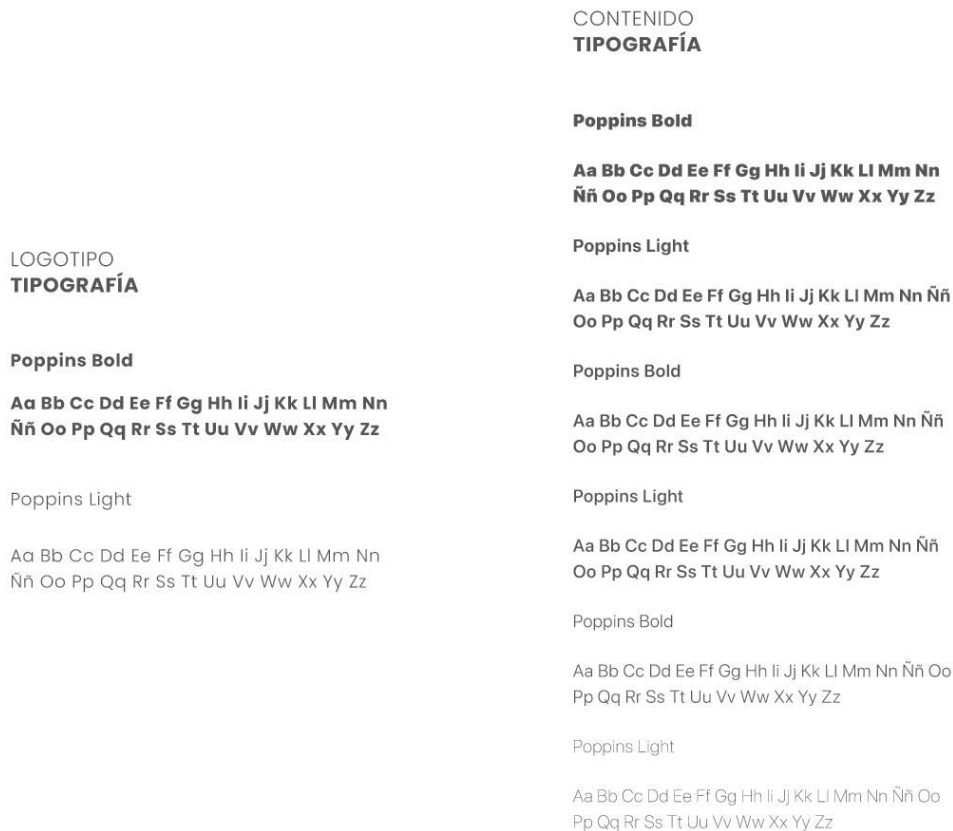 LOGOTIPO
TIPOGRAFÍA
Poppins Bold
Aa Bb Cc Dd Ee Ff Gg Hh Ii Jj Kk Ll Mm Nn
Ññ Oo Pp Qq Rr Ss Tt Uu Vv Ww Xx Yy Zz
Poppins Light
Aa Bb Cc Dd Ee Ff Gg Hh Ii Jj Kk Ll Mm Nn
Ññ Oo Pp Qq Rr Ss Tt Uu Vv Ww Xx Yy Zz
CONTENIDO
TIPOGRAFÍA
Poppins Bold
Aa Bb Cc Dd Ee Ff Gg Hh Ii Jj Kk Ll Mm Nn
Ññ Oo Pp Qq Rr Ss Tt Uu Vv Ww Xx Yy Zz
Poppins Light
Aa Bb Cc Dd Ee Ff Gg Hh Ii Jj Kk Ll Mm Nn Ññ
Oo Pp Qq Rr Ss Tt Uu Vv Ww Xx Yy Zz
Poppins Bold
Aa Bb Cc Dd Ee Ff Gg Hh Ii Jj Kk Ll Mm Nn Ññ
Oo Pp Qq Rr Ss Tt Uu Vv Ww Xx Yy Zz
Poppins Light
Aa Bb Cc Dd Ee Ff Gg Hh Ii Jj Kk Ll Mm Nn Ññ
Oo Pp Qq Rr Ss Tt Uu Vv Ww Xx Yy Zz
Poppins Bold
Aa Bb Cc Dd Ee Ff Gg Hh Ii Jj Kk Ll Mm Nn Ññ Oo
Pp Qq Rr Ss Tt Uu Vv Ww Xx Yy Zz
Poppins Light
Aa Bb Cc Dd Ee Ff Gg Hh Ii Jj Kk Ll Mm Nn Ññ Oo
Pp Qq Rr Ss Tt Uu Vv Ww Xx Yy Zz